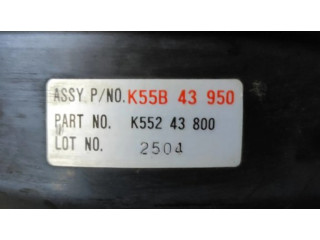 ASSY. P/NO. K55B 43 950
PART NO. K552 43 800
LOT NO. 2504